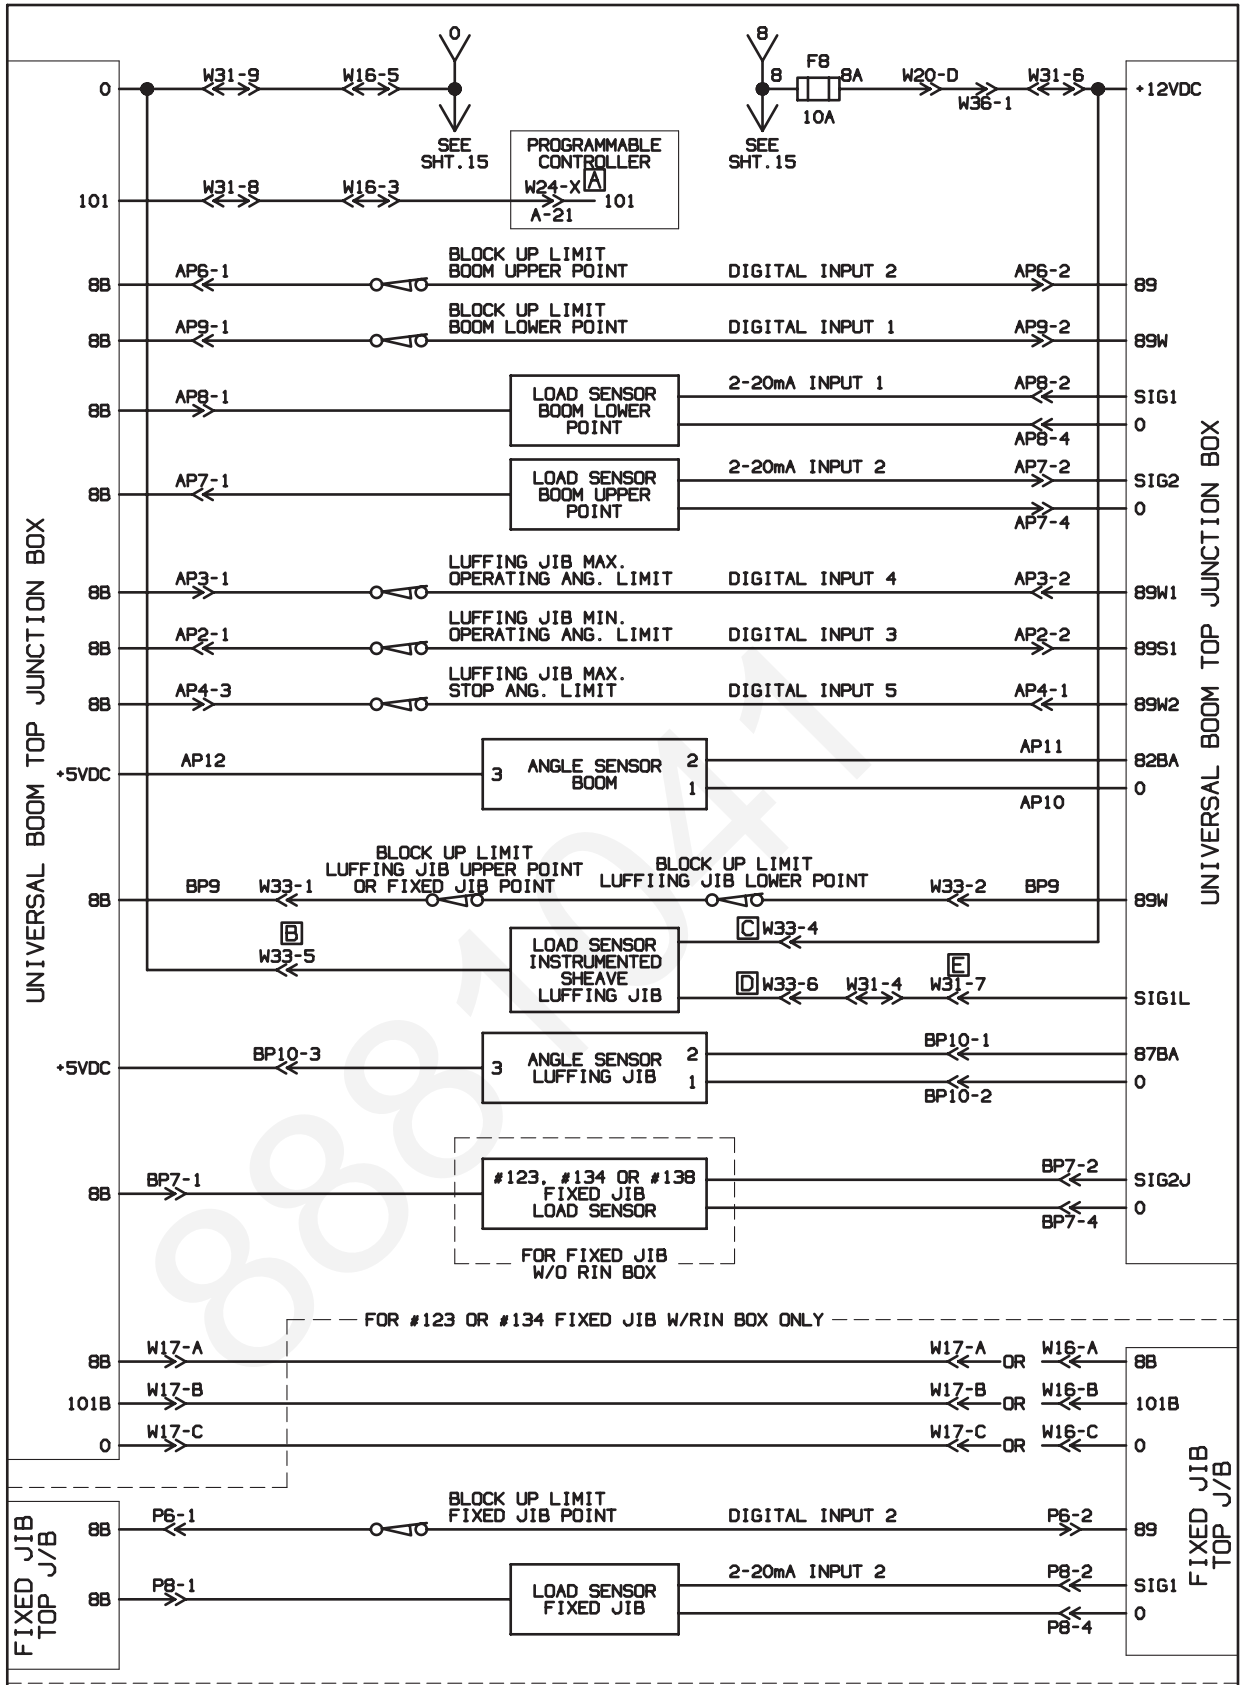 0
8
0 W31-9 W16-5 8 F8 8A W20-D W31-6 +12VDC
W36-1
10A
SEE
SHT.15
SEE
SHT.15
PROGRAMMABLE
CONTROLLER
101 W31-8 W16-3 W24-X A 101
A-21
BLOCK UP LIMIT
8B AP6-1 BOOM UPPER POINT DIGITAL INPUT 2 AP6-2 89
BLOCK UP LIMIT
8B AP9-1 BOOM LOWER POINT DIGITAL INPUT 1 AP9-2 89W
8B AP8-1 LOAD SENSOR 2-20mA INPUT 1 AP8-2 SIG1
BOOM LOWER 0
POINT AP8-4
8B AP7-1 LOAD SENSOR 2-20mA INPUT 2 AP7-2 SIG2
BOOM UPPER 0
POINT AP7-4
LUFFING JIB MAX.
8B AP3-1 OPERATING ANG. LIMIT DIGITAL INPUT 4 AP3-2 89W1
LUFFING JIB MIN.
8B AP2-1 OPERATING ANG. LIMIT DIGITAL INPUT 3 AP2-2 89S1
LUFFING JIB MAX.
8B AP4-3 STOP ANG. LIMIT DIGITAL INPUT 5 AP4-1 89W2
+5VDC AP12 3 ANGLE SENSOR 2 AP11 82BA
BOOM 1 AP10 0
BLOCK UP LIMIT
LUFFING JIB UPPER POINT
OR FIXED JIB POINT
BLOCK UP LIMIT
LUFFIING JIB LOWER POINT
8B BP9 W33-1 W33-2 BP9 89W
B W33-5
LOAD SENSOR
INSTRUMENTED
SHEAVE
LUFFING JIB
C W33-4
D W33-6 W31-4 E W31-7 SIG1L
+5VDC BP10-3 3 ANGLE SENSOR 2 BP10-1 87BA
LUFFING JIB 1 BP10-2 0
8B BP7-1 #123, #134 OR #138 BP7-2 SIG2J
FIXED JIB
LOAD SENSOR BP7-4 0
FOR FIXED JIB
W/O RIN BOX
FOR #123 OR #134 FIXED JIB W/RIN BOX ONLY
8B W17-A W17-A OR W16-A 8B
101B W17-B W17-B OR W16-B 101B
0 W17-C W17-C OR W16-C 0
BLOCK UP LIMIT
8B P6-1 FIXED JIB POINT DIGITAL INPUT 2 P6-2 89
8B P8-1 LOAD SENSOR 2-20mA INPUT 2 P8-2 SIG1
FIXED JIB P8-4 0
UNIVERSAL BOOM TOP JUNCTION BOX
UNIVERSAL BOOM TOP JUNCTION BOX
FIXED JIB
TOP J/B
FIXED JIB
TOP J/B
881041